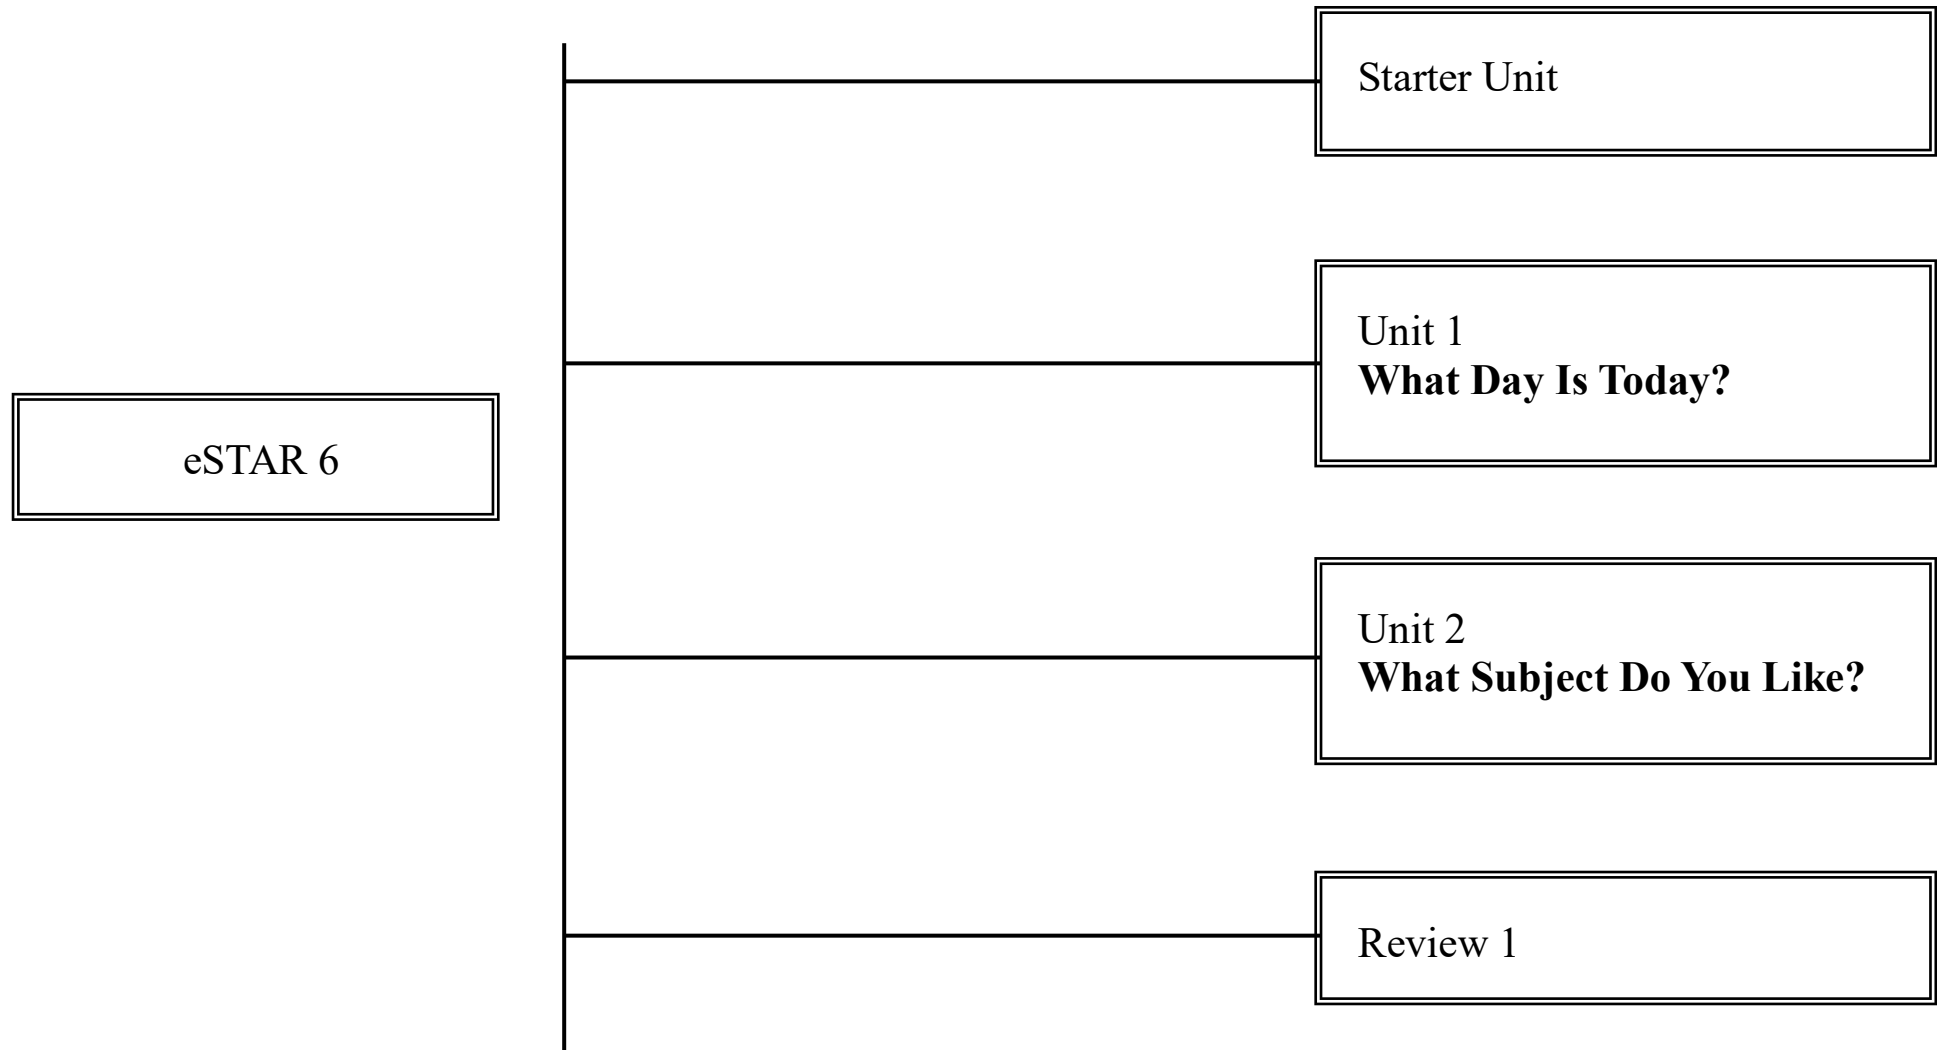 Starter Unit
Unit 1
What Day Is Today?
eSTAR 6
Unit 2
What Subject Do You Like?
Review 1